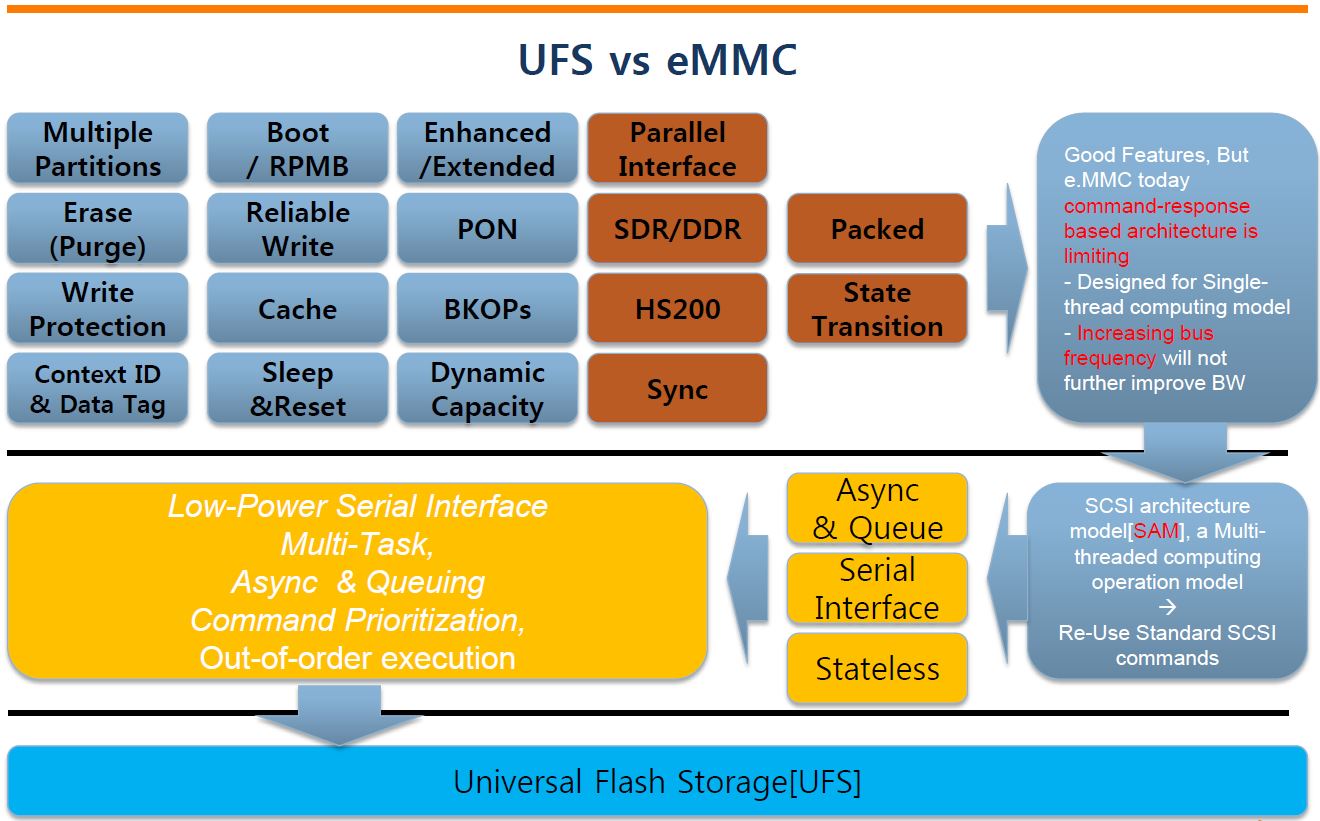 UFS vs eMMC
Multiple
Partitions
Boot
/ RPMB
Enhanced
/Extended
Parallel
Interface
Erase
(Purge)
Reliable
Write
PON
SDR/DDR
Packed
Write
Protection
Cache
BKOPs
HS200
State
Transition
Context ID
& Data Tag
Sleep
&Reset
Dynamic
Capacity
Sync
Good Features, But
e.MMC today
command-response
based architecture is
limiting
- Designed for Single-
thread computing model
- Increasing bus
frequency will not
further improve BW
SCSI architecture
model[SAM], a Multi-
threaded computing
operation model
→
Re-Use Standard SCSI
commands
Async
& Queue
Serial
Interface
Stateless
Low-Power Serial Interface
Multi-Task,
Async & Queuing
Command Prioritization,
Out-of-order execution
Universal Flash Storage[UFS]